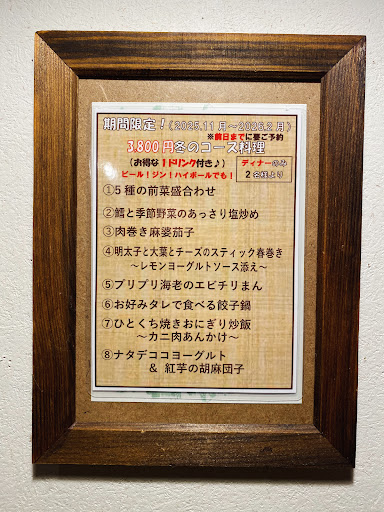 期間限定！（2025.11月～2026.2月）
※前日までに要ご予約
3,800円冬のコース料理
（お得な１ドリンク付き♪）
ビール！ジン！ハイボールでも！
ディナーのみ
２名様より
①５種の前菜盛合わせ
②鱈と季節野菜のあっさり塩炒め
③肉巻き麻婆茄子
④明太子と大葉とチーズのスティック春巻き
～レモンヨーグルトソース添え～
⑤プリプリ海老のエビチリまん
⑥お好みタレで食べる餃子鍋
⑦ひとくち焼きおにぎり炒飯
～カニ肉あんかけ～
⑧ナタデココヨーグルト
＆ 紅芋の胡麻団子